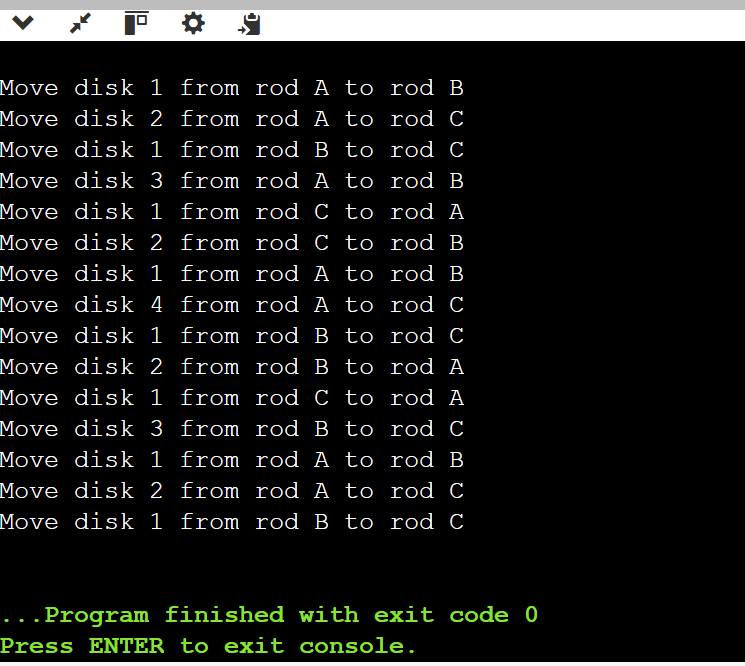 Move disk 1 from rod A to rod B
Move disk 2 from rod A to rod C
Move disk 1 from rod B to rod C
Move disk 3 from rod A to rod B
Move disk 1 from rod C to rod A
Move disk 2 from rod C to rod B
Move disk 1 from rod A to rod B
Move disk 4 from rod A to rod C
Move disk 1 from rod B to rod C
Move disk 2 from rod B to rod A
Move disk 1 from rod C to rod A
Move disk 3 from rod B to rod C
Move disk 1 from rod A to rod B
Move disk 2 from rod A to rod C
Move disk 1 from rod B to rod C
...Program finished with exit code 0
Press ENTER to exit console.